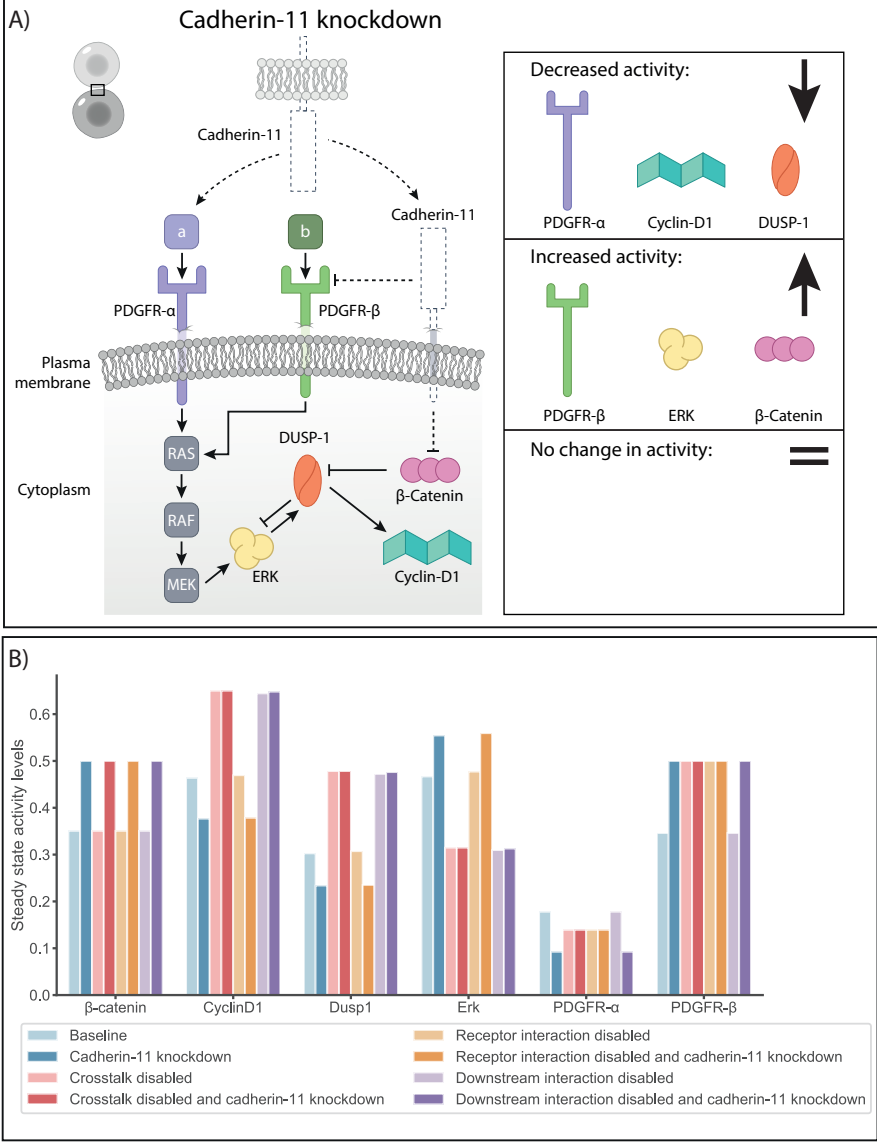 A)
Cadherin-11 knockdown
Cadherin-11
Cadherin-11
a
b
PDGFR-α
PDGFR-β
Plasma
membrane
Cytoplasm
RAS
RAF
MEK
DUSP-1
ERK
β-Catenin
Cyclin-D1
Decreased activity:
PDGFR-α
Cyclin-D1
DUSP-1
Increased activity:
PDGFR-β
ERK
β-Catenin
No change in activity:
=
B)
Steady state activity levels
0.6
0.5
0.4
0.3
0.2
0.1
0.0
β-catenin
CyclinD1
Dusp1
Erk
PDGFR-α
PDGFR-β
Baseline
Cadherin-11 knockdown
Crosstalk disabled
Crosstalk disabled and cadherin-11 knockdown
Receptor interaction disabled
Receptor interaction disabled and cadherin-11 knockdown
Downstream interaction disabled
Downstream interaction disabled and cadherin-11 knockdown